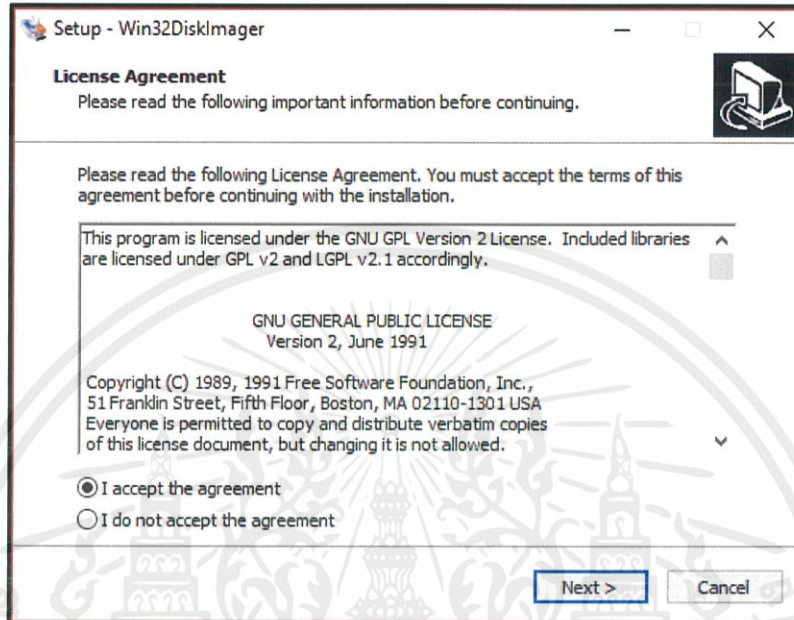 Setup - Win32DiskImager
License Agreement
Please read the following important information before continuing.
Please read the following License Agreement. You must accept the terms of this
agreement before continuing with the installation.
This program is licensed under the GNU GPL Version 2 License. Included libraries
are licensed under GPL v2 and LGPL v2.1 accordingly.
GNU GENERAL PUBLIC LICENSE
Version 2, June 1991
Copyright (C) 1989, 1991 Free Software Foundation, Inc.,
51 Franklin Street, Fifth Floor, Boston, MA 02110-1301 USA
Everyone is permitted to copy and distribute verbatim copies
of this license document, but changing it is not allowed.
I accept the agreement
I do not accept the agreement
Next >
Cancel